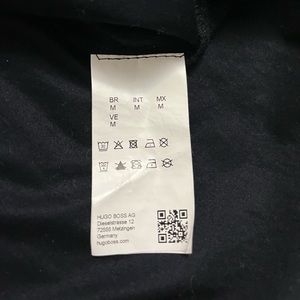 BR INT MX
M M M
VE
M
HUGO BOSS AG
Dieselstrasse 12
72555 Metzingen
Germany
hugoboss.com